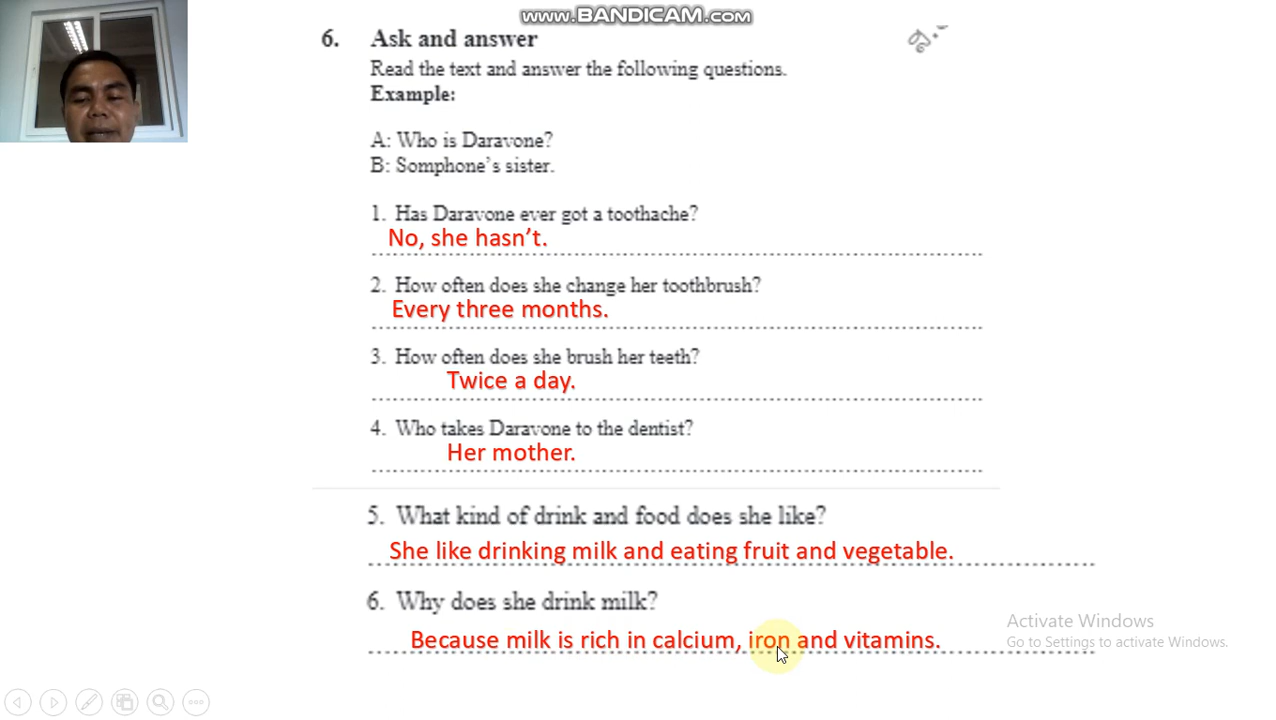 www.BANDICAM.com
6. Ask and answer
Read the text and answer the following questions.
Example:
A: Who is Daravone?
B: Somphone's sister.
1. Has Daravone ever got a toothache?
No, she hasn't.
2. How often does she change her toothbrush?
Every three months.
3. How often does she brush her teeth?
Twice a day.
4. Who takes Daravone to the dentist?
Her mother.
5. What kind of drink and food does she like?
She like drinking milk and eating fruit and vegetable.
6. Why does she drink milk?
Because milk is rich in calcium, iron and vitamins.
Activate Windows
Go to Settings to activate Windows.